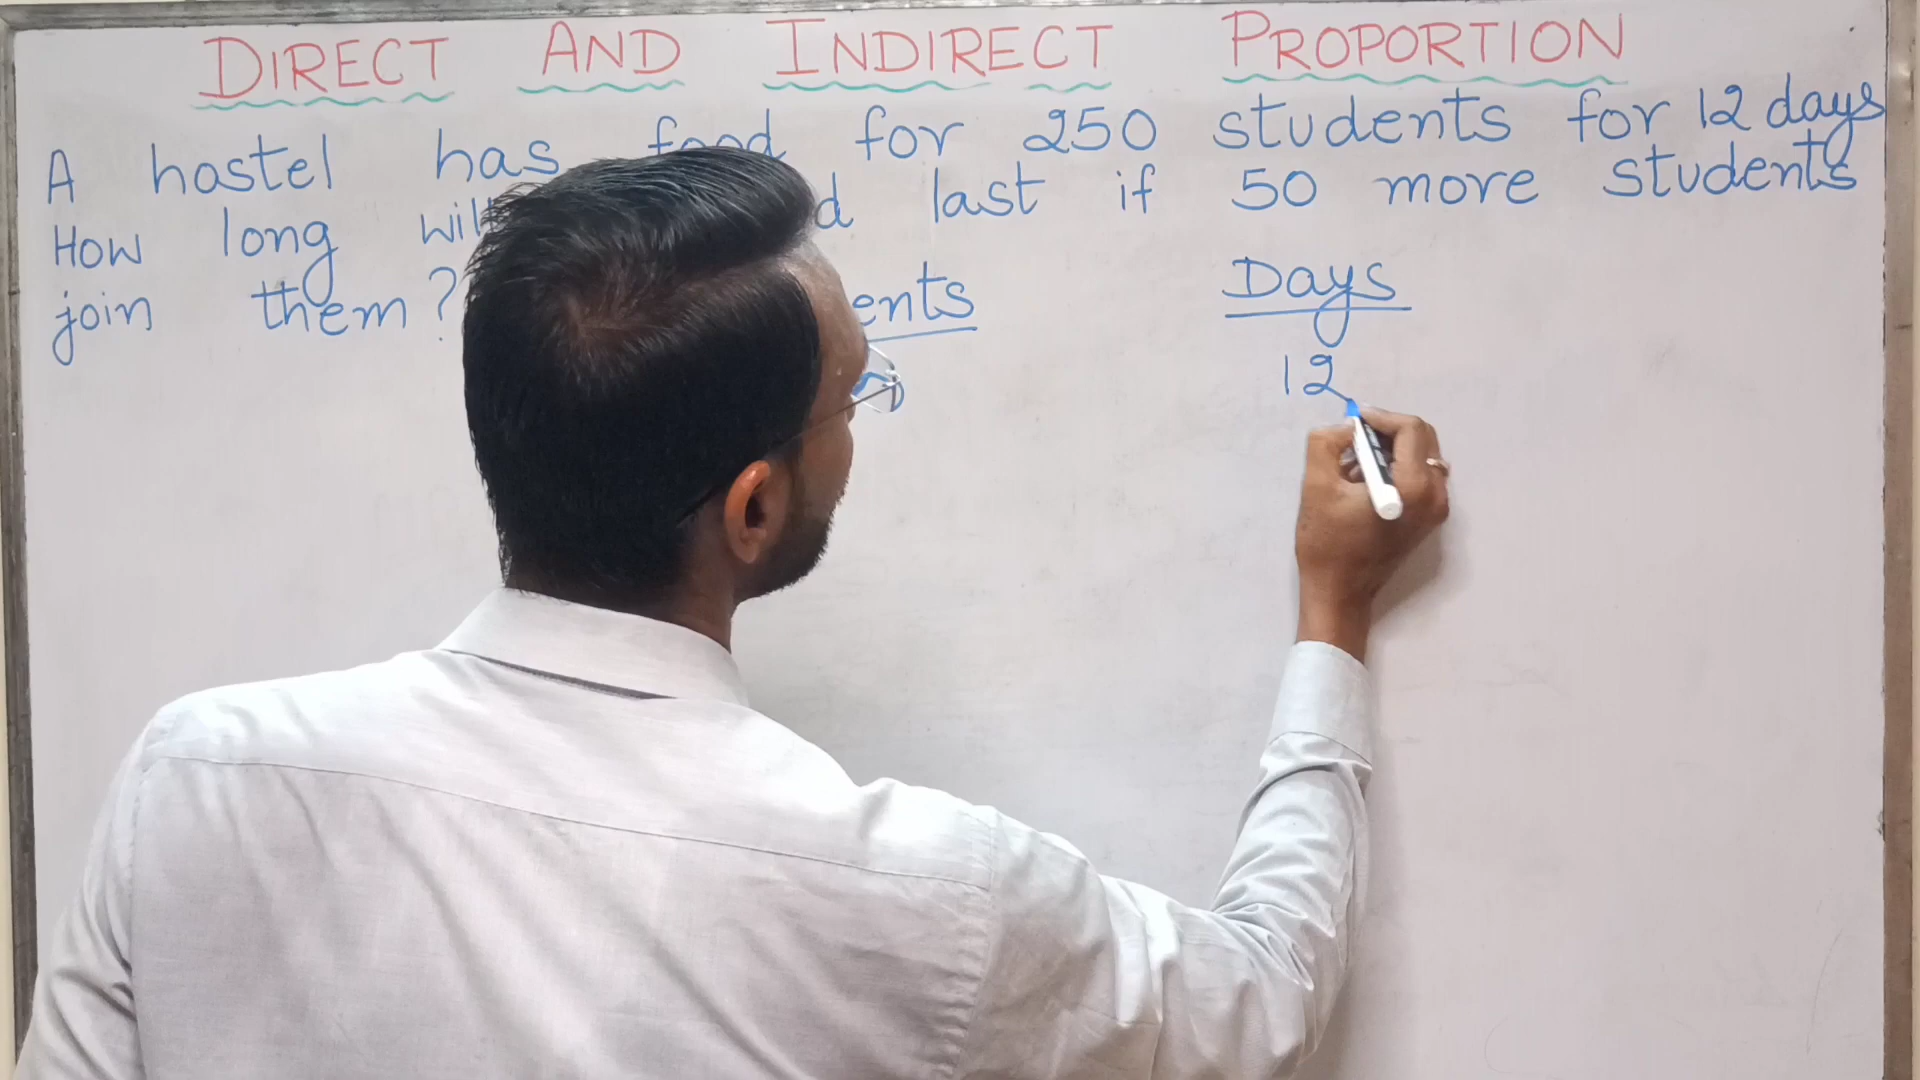 DIRECT AND INDIRECT PROPORTION
A hostel has food for 250 students for 12 days
How long will last if 50 more students
join them?
Days
12